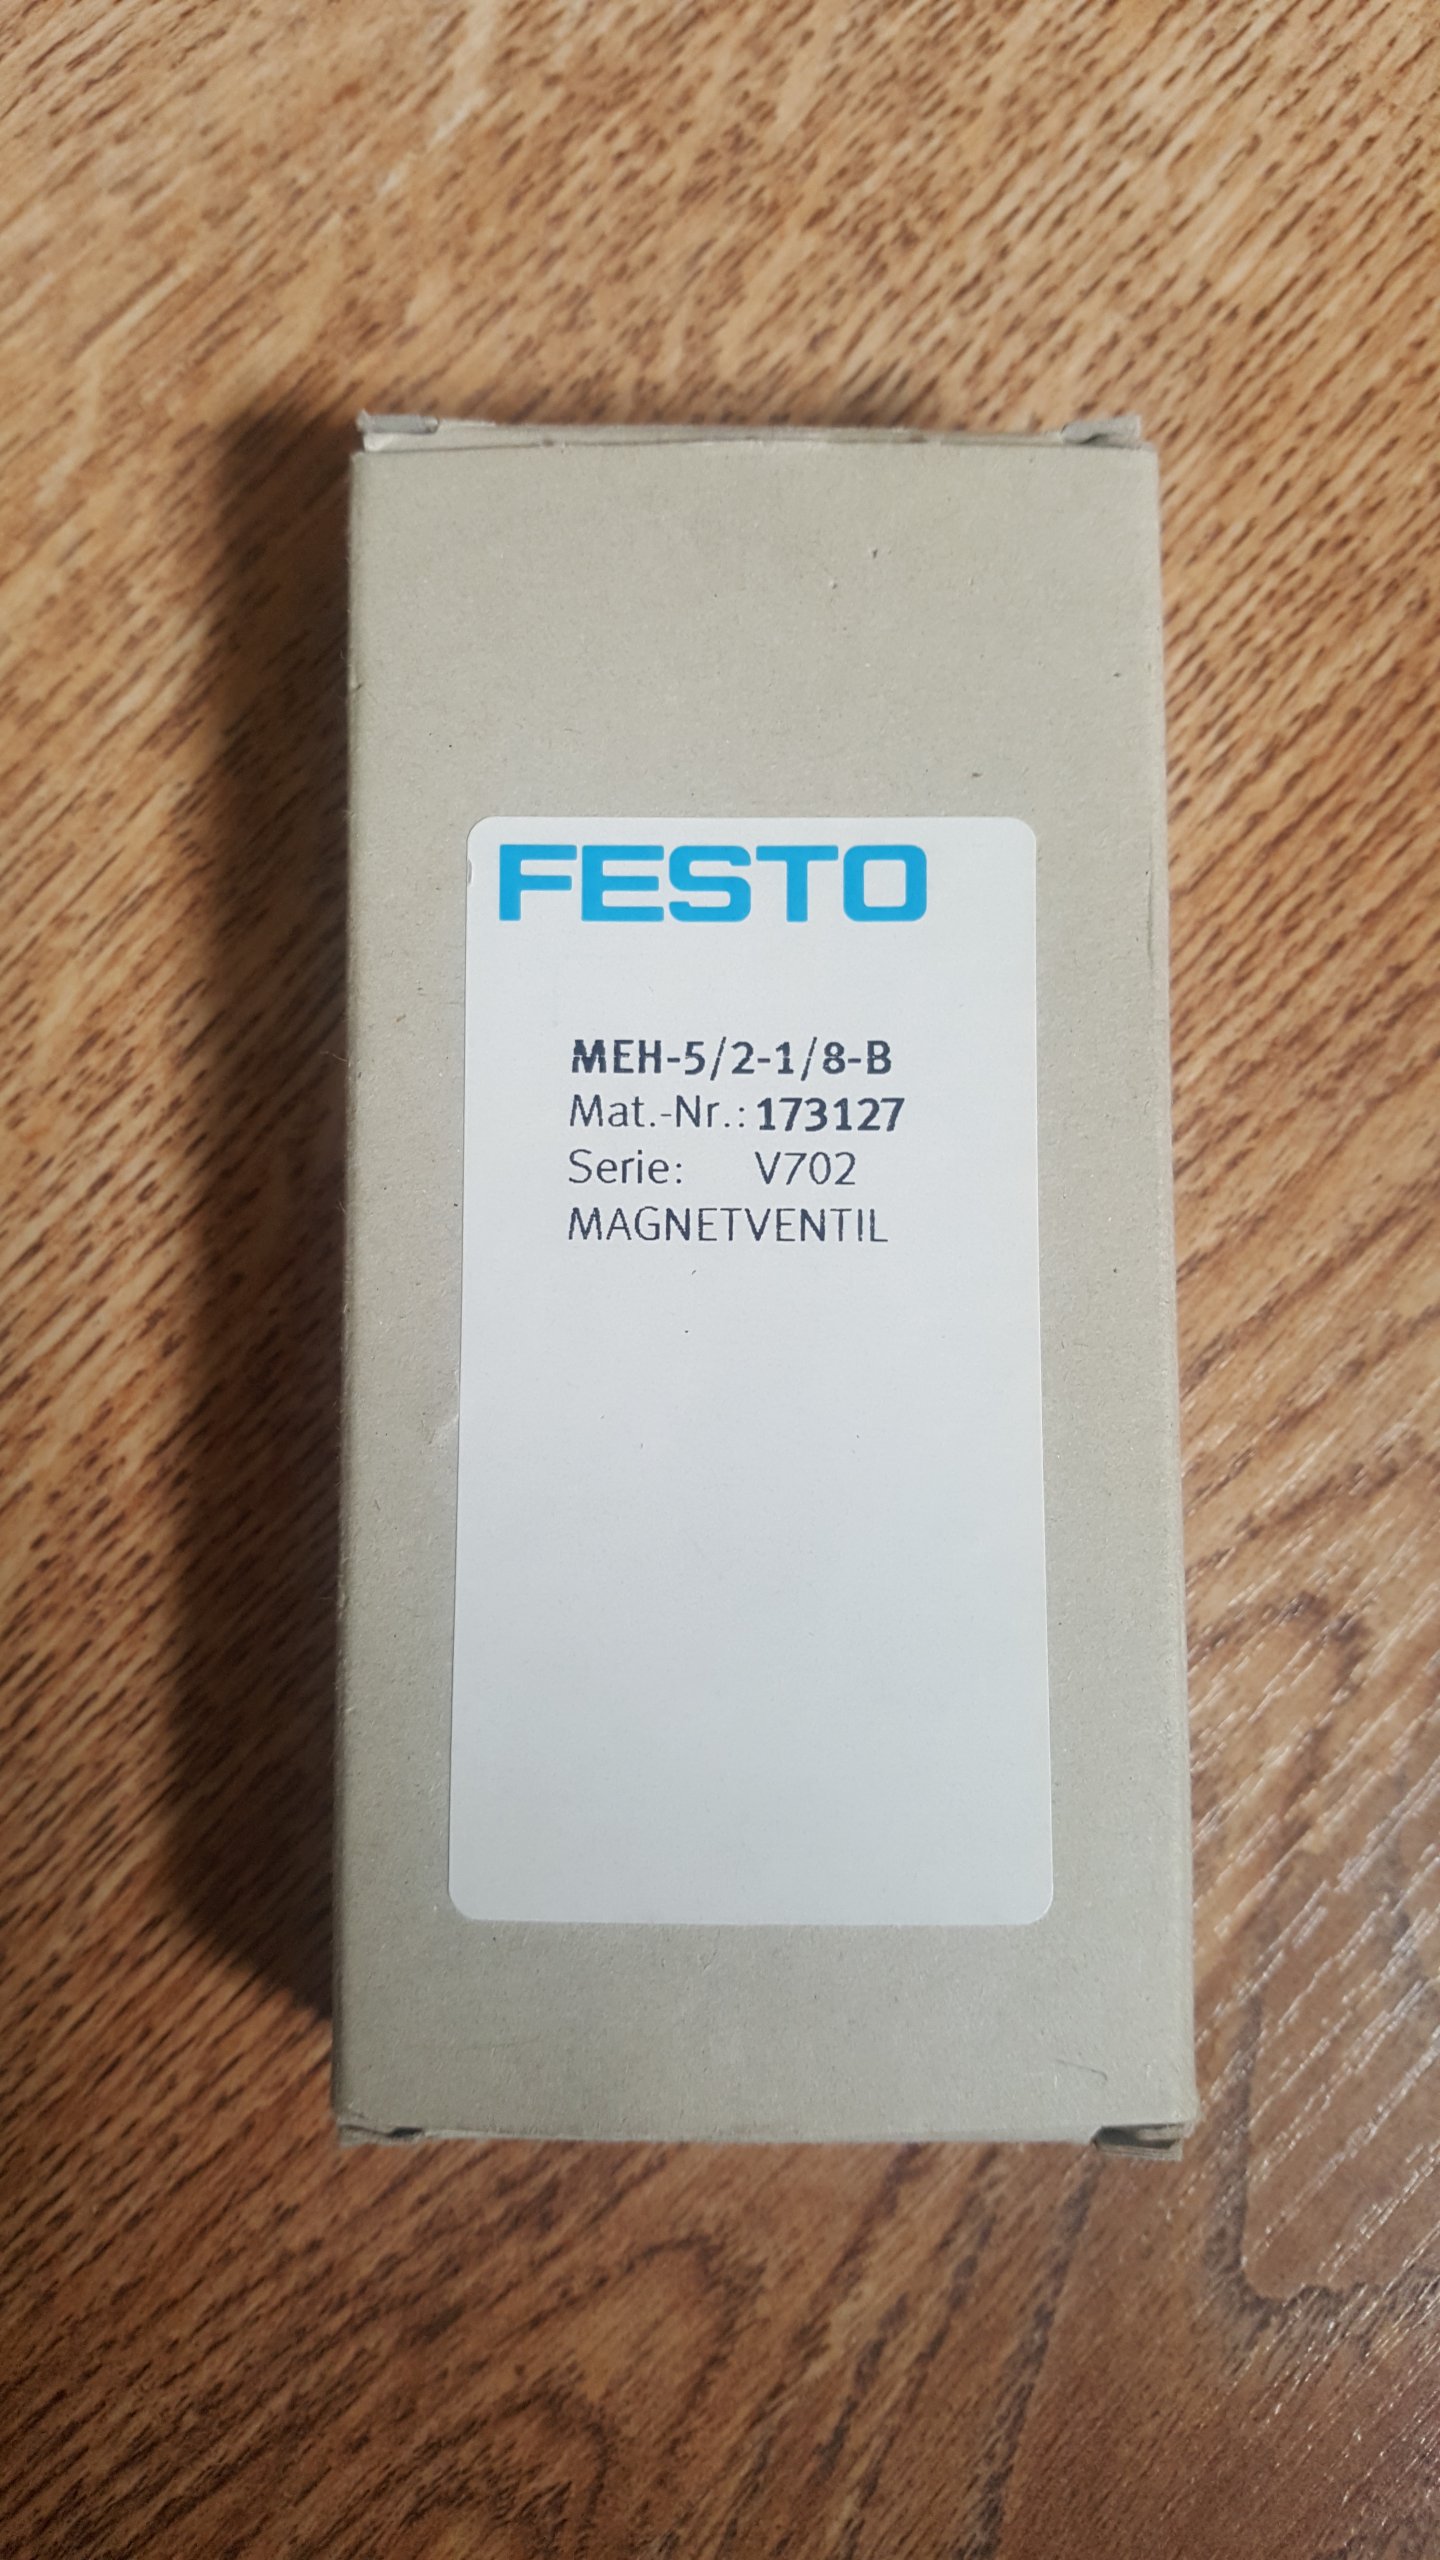 FESTO
MEH-5/2-1/8-B
Mat.-Nr.: 173127
Serie: V702
MAGNETVENTIL